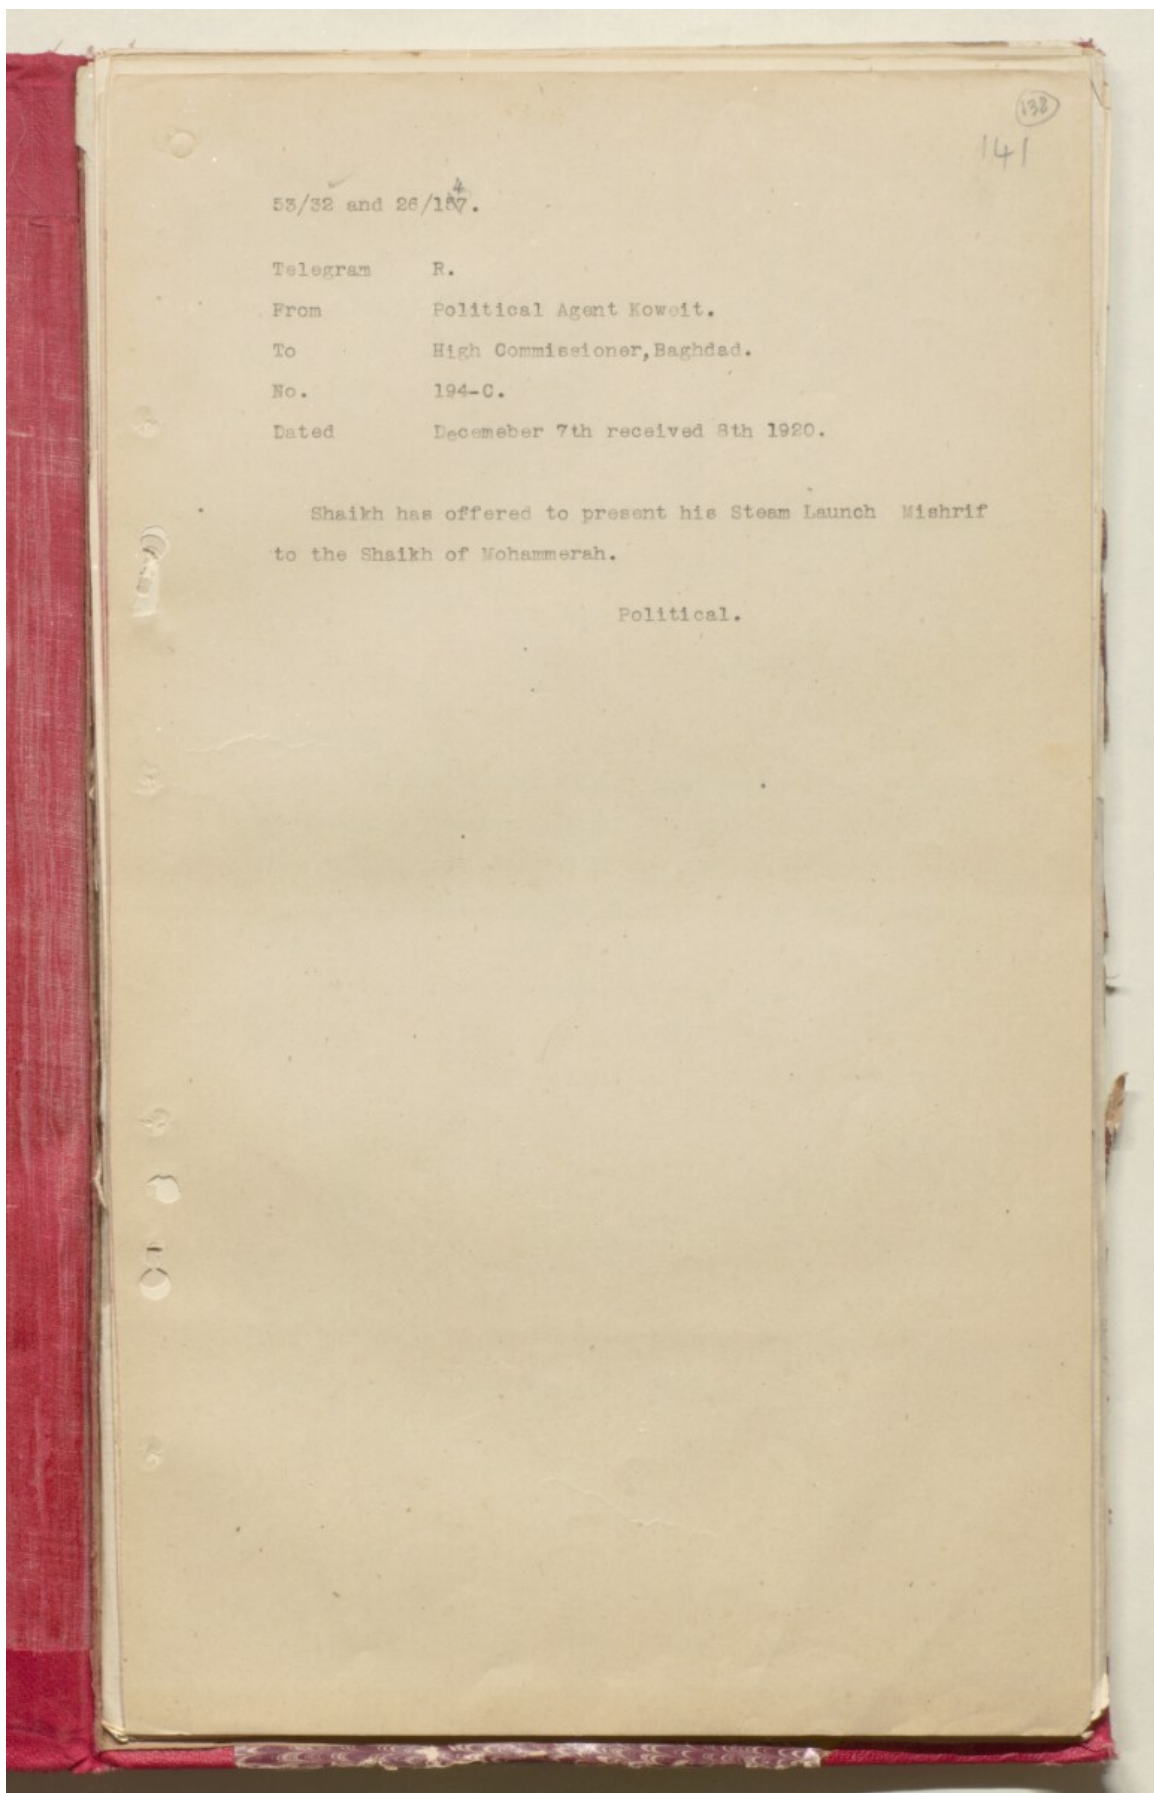 138
141
4
53/32 and 26/187.
Telegram R.
From Political Agent Koweit.
To High Commissioner, Baghdad.
No. 194-C.
Dated Decemeber 7th received 8th 1920.
Shaikh has offered to present his Steam Launch Mishrif
to the Shaikh of Mohammerah.
Political.